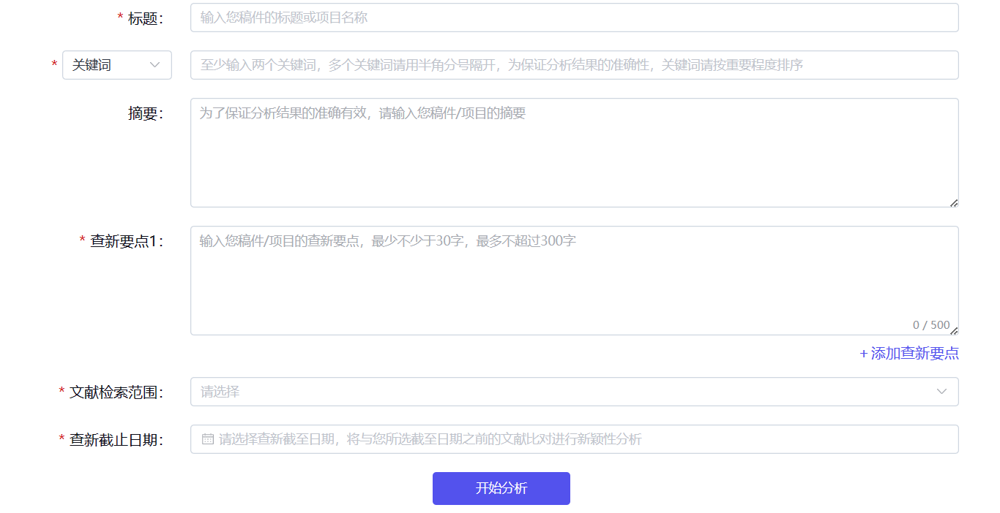 * 标题： 输入您稿件的标题或项目名称
* 关键词 至少输入两个关键词，多个关键词请用半角分号隔开，为保证分析结果的准确性，关键词请按重要程度排序
摘要： 为了保证分析结果的准确有效，请输入您稿件/项目的摘要
* 查新要点1： 输入您稿件/项目的查新要点，最少不少于30字，最多不超过300字
0 / 500
+ 添加查新要点
* 文献检索范围： 请选择
* 查新截止日期： 请选择查新截至日期，将与您所选截至日期之前的文献比对进行新颖性分析
开始分析